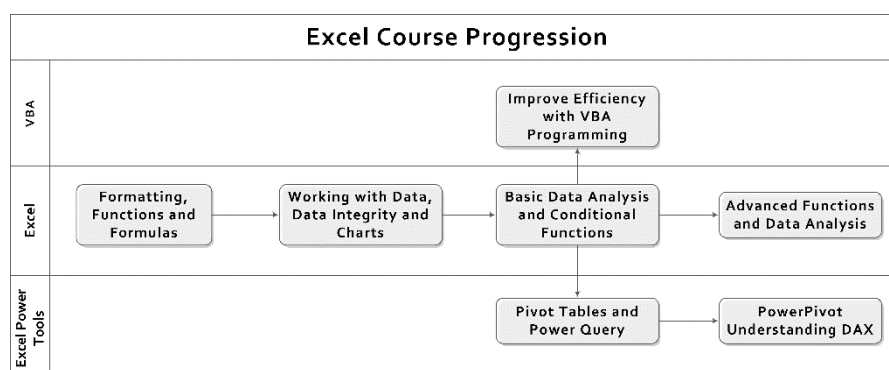 Excel Course Progression
VBA
Improve Efficiency
with VBA
Programming
Excel
Formatting,
Functions and
Formulas
Working with Data,
Data Integrity and
Charts
Basic Data Analysis
and Conditional
Functions
Advanced Functions
and Data Analysis
Excel Power
Tools
Pivot Tables and
Power Query
PowerPivot
Understanding DAX